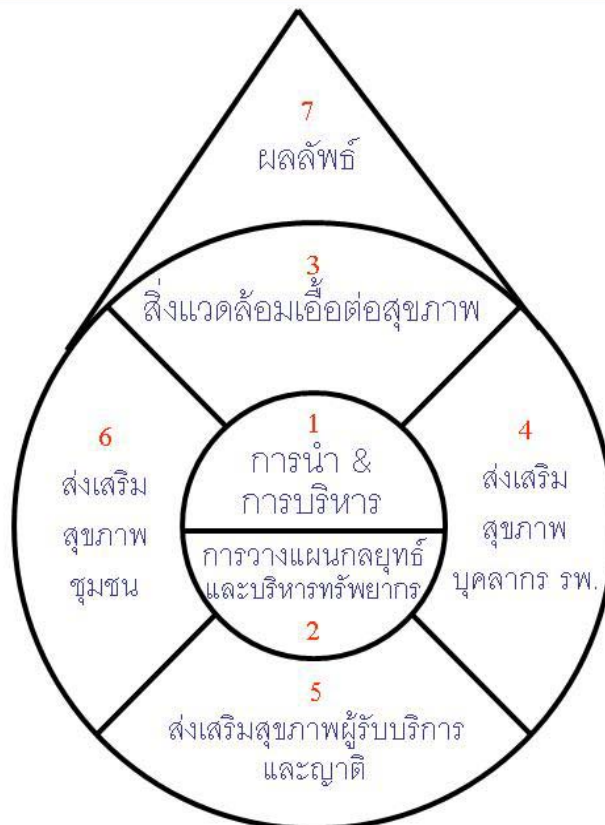 7
ผลลัพธ์
3
สิ่งแวดล้อมเอื้อต่อสุขภาพ
6
ส่งเสริม
สุขภาพ
ชุมชน
1
การนำ &
การบริหาร
การวางแผนกลยุทธ์
และบริหารทรัพยากร
2
4
ส่งเสริม
สุขภาพ
บุคลากร รพ.
5
ส่งเสริมสุขภาพผู้รับบริการ
และญาติ